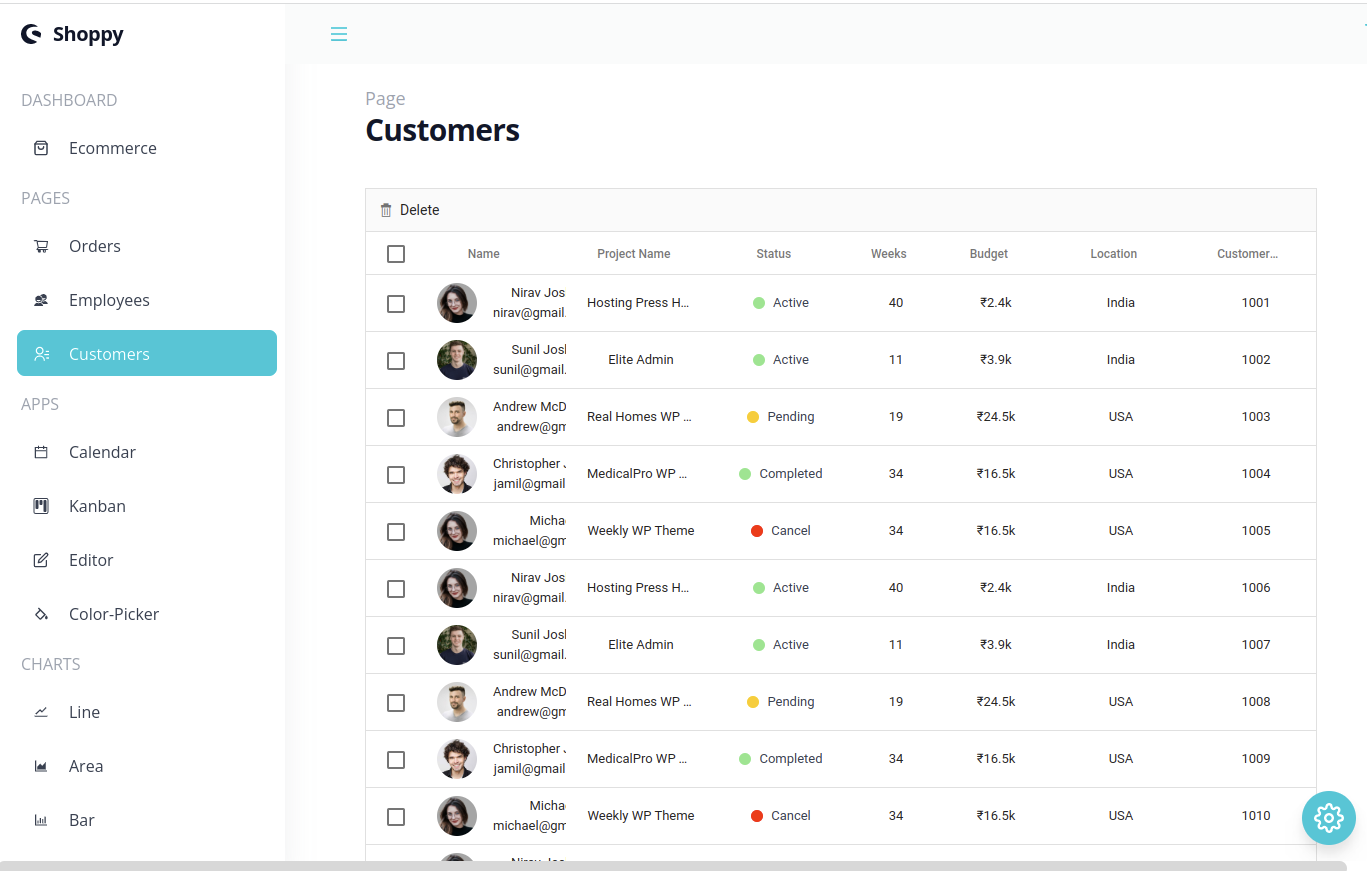 Shoppy
DASHBOARD
Ecommerce
PAGES
Orders
Employees
Customers
APPS
Calendar
Kanban
Editor
Color-Picker
CHARTS
Line
Area
Bar
Page
Customers
Delete
Name Project Name Status Weeks Budget Location Customer...
Nirav Jos
nirav@gmail. Hosting Press H... Active 40 ₹2.4k India 1001
Sunil Josl
sunil@gmail. Elite Admin Active 11 ₹3.9k India 1002
Andrew McD
andrew@gm Real Homes WP ... Pending 19 ₹24.5k USA 1003
Christopher
jamil@gmail MedicalPro WP ... Completed 34 ₹16.5k USA 1004
Micha
michael@gm Weekly WP Theme Cancel 34 ₹16.5k USA 1005
Nirav Jos
nirav@gmail. Hosting Press H... Active 40 ₹2.4k India 1006
Sunil Josl
sunil@gmail. Elite Admin Active 11 ₹3.9k India 1007
Andrew McD
andrew@gm Real Homes WP ... Pending 19 ₹24.5k USA 1008
Christopher
jamil@gmail MedicalPro WP ... Completed 34 ₹16.5k USA 1009
Micha
michael@gm Weekly WP Theme Cancel 34 ₹16.5k USA 1010